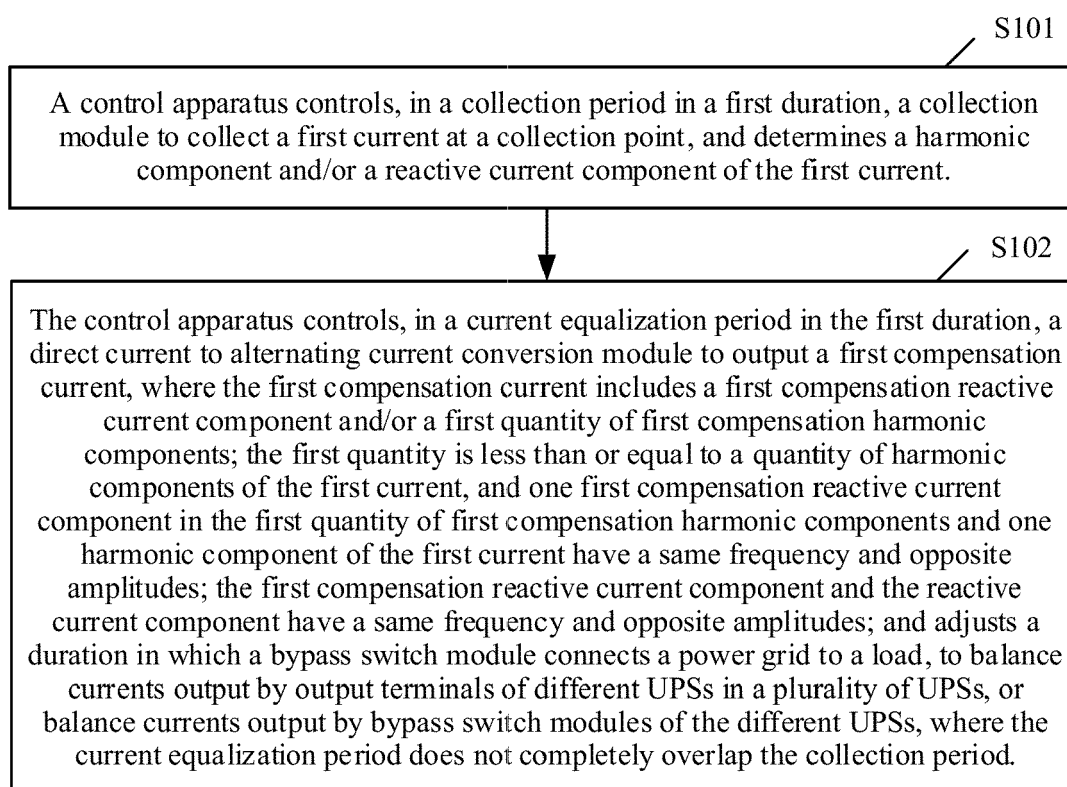 S101
A control apparatus controls, in a collection period in a first duration, a collection
module to collect a first current at a collection point, and determines a harmonic
component and/or a reactive current component of the first current.
S102
The control apparatus controls, in a current equalization period in the first duration, a
direct current to alternating current conversion module to output a first compensation
current, where the first compensation current includes a first compensation reactive
current component and/or a first quantity of first compensation harmonic
components; the first quantity is less than or equal to a quantity of harmonic
components of the first current, and one first compensation reactive current
component in the first quantity of first compensation harmonic components and one
harmonic component of the first current have a same frequency and opposite
amplitudes; the first compensation reactive current component and the reactive
current component have a same frequency and opposite amplitudes; and adjusts a
duration in which a bypass switch module connects a power grid to a load, to balance
currents output by output terminals of different UPSs in a plurality of UPSs, or
balance currents output by bypass switch modules of the different UPSs, where the
current equalization period does not completely overlap the collection period.